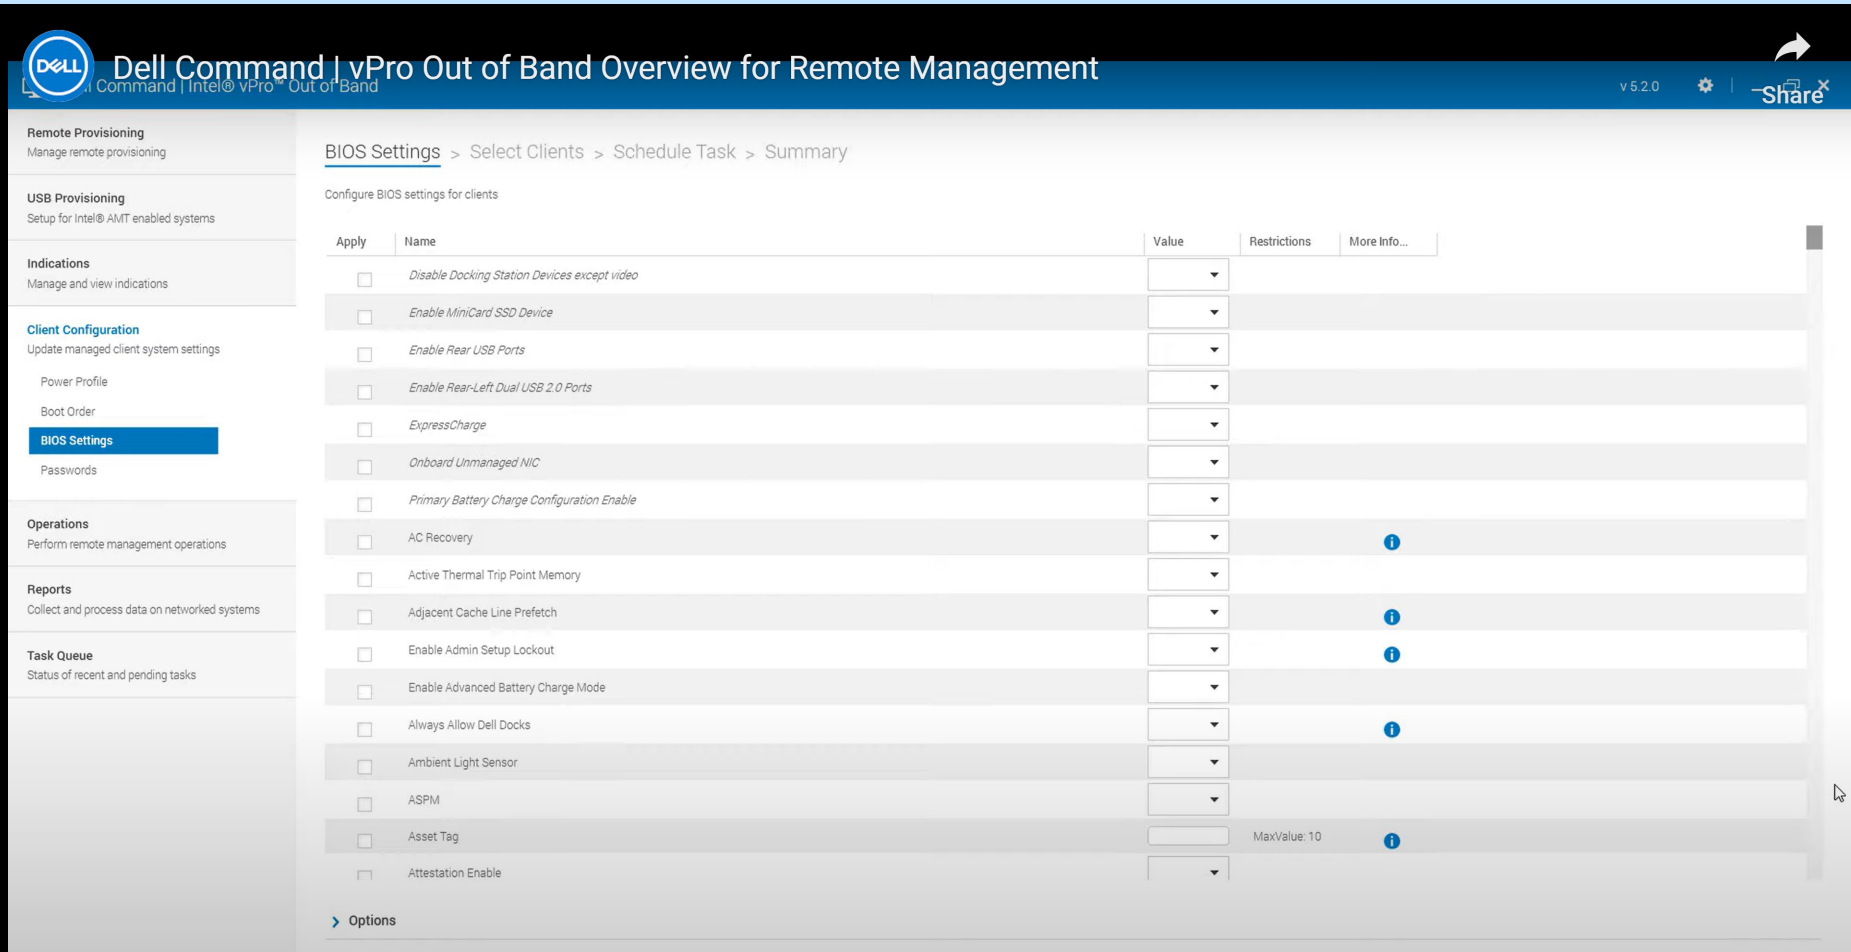 DELL
Dell Command | vPro Out of Band Overview for Remote Management
Share
Command | Intel® vPro™ Out of Band
v 5.2.0
Remote Provisioning
Manage remote provisioning
USB Provisioning
Setup for Intel® AMT enabled systems
Indications
Manage and view indications
Client Configuration
Update managed client system settings
Power Profile
Boot Order
BIOS Settings
Passwords
Operations
Perform remote management operations
Reports
Collect and process data on networked systems
Task Queue
Status of recent and pending tasks
BIOS Settings > Select Clients > Schedule Task > Summary
Configure BIOS settings for clients
Apply Name Value Restrictions More Info...
Disable Docking Station Devices except video
Enable MiniCard SSD Device
Enable Rear USB Ports
Enable Rear-Left Dual USB 2.0 Ports
ExpressCharge
Onboard Unmanaged NIC
Primary Battery Charge Configuration Enable
AC Recovery
Active Thermal Trip Point Memory
Adjacent Cache Line Prefetch
Enable Admin Setup Lockout
Enable Advanced Battery Charge Mode
Always Allow Dell Docks
Ambient Light Sensor
ASPM
Asset Tag MaxValue: 10
Attestation Enable
Options